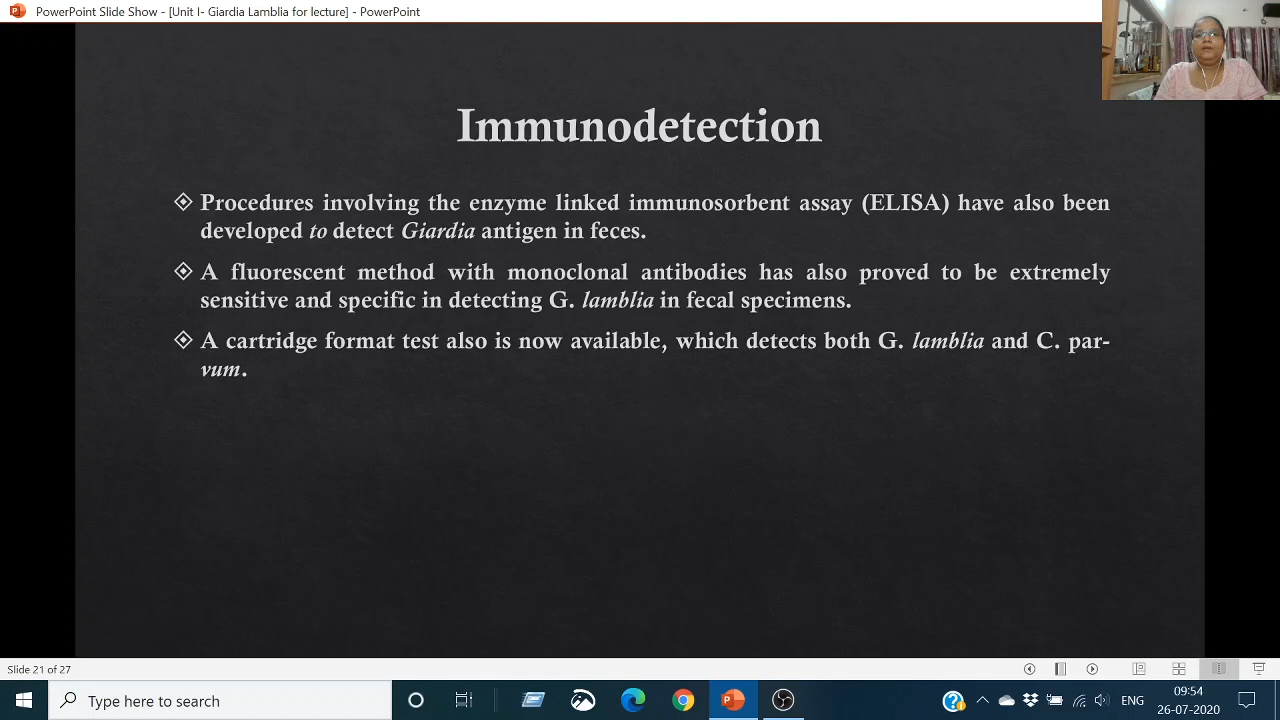 PowerPoint Slide Show - [Unit I- Giardia Lamblia for lecture] - PowerPoint
Immunodetection
Procedures involving the enzyme linked immunosorbent assay (ELISA) have also been
developed to detect Giardia antigen in feces.
A fluorescent method with monoclonal antibodies has also proved to be extremely
sensitive and specific in detecting G. lamblia in fecal specimens.
A cartridge format test also is now available, which detects both G. lamblia and C. par-
vum.
Slide 21 of 27
Type here to search
ENG
09:54
26-07-2020